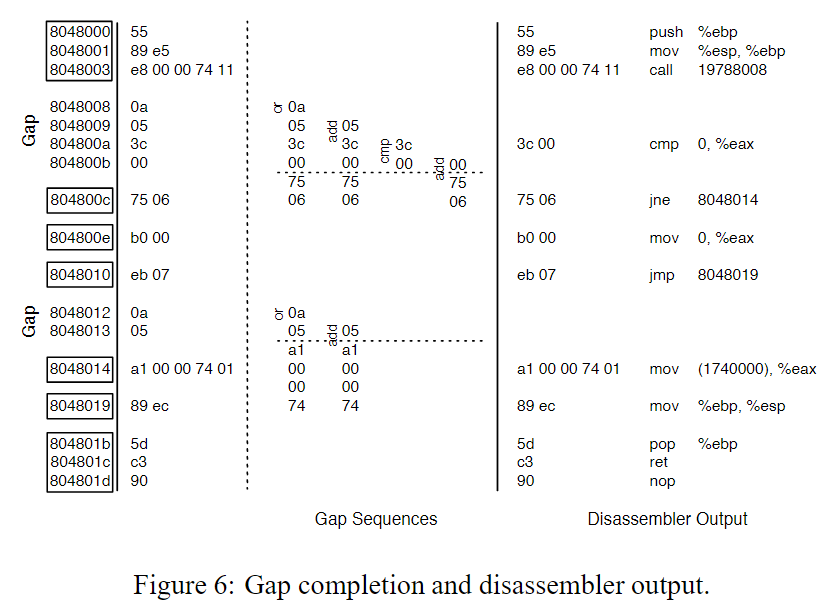 8048000 55 55 push %ebp
8048001 89 e5 89 e5 mov %esp, %ebp
8048003 e8 00 00 74 11 e8 00 00 74 11 call 19788008
Gap
8048008 0a or 0a
8048009 05 05 add 05
804800a 3c 3c 3c cmp 3c 3c 00 cmp 0, %eax
804800b 00 00 00 00 add 00
75 75 75
804800c 75 06 06 06 06 75 06 jne 8048014
804800e b0 00 b0 00 mov 0, %eax
8048010 eb 07 eb 07 jmp 8048019
Gap
8048012 0a or 0a
8048013 05 05 add 05
a1 a1
8048014 a1 00 00 74 01 00 00 a1 00 00 74 01 mov (1740000), %eax
00 00
8048019 89 ec 74 74 89 ec mov %ebp, %esp
804801b 5d 5d pop %ebp
804801c c3 c3 ret
804801d 90 90 nop
Gap Sequences Disassembler Output
Figure 6: Gap completion and disassembler output.